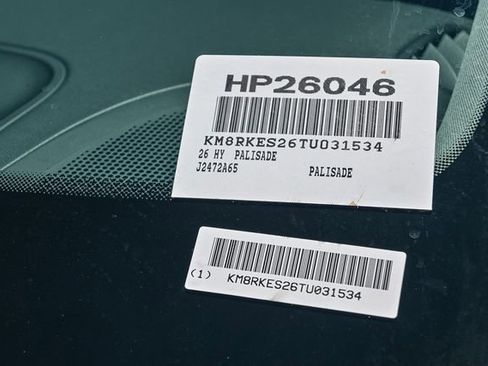 HP26046
KM8RKES26TU031534
26 HY PALISADE
J2472A65 PALISADE
(1) KM8RKES26TU031534